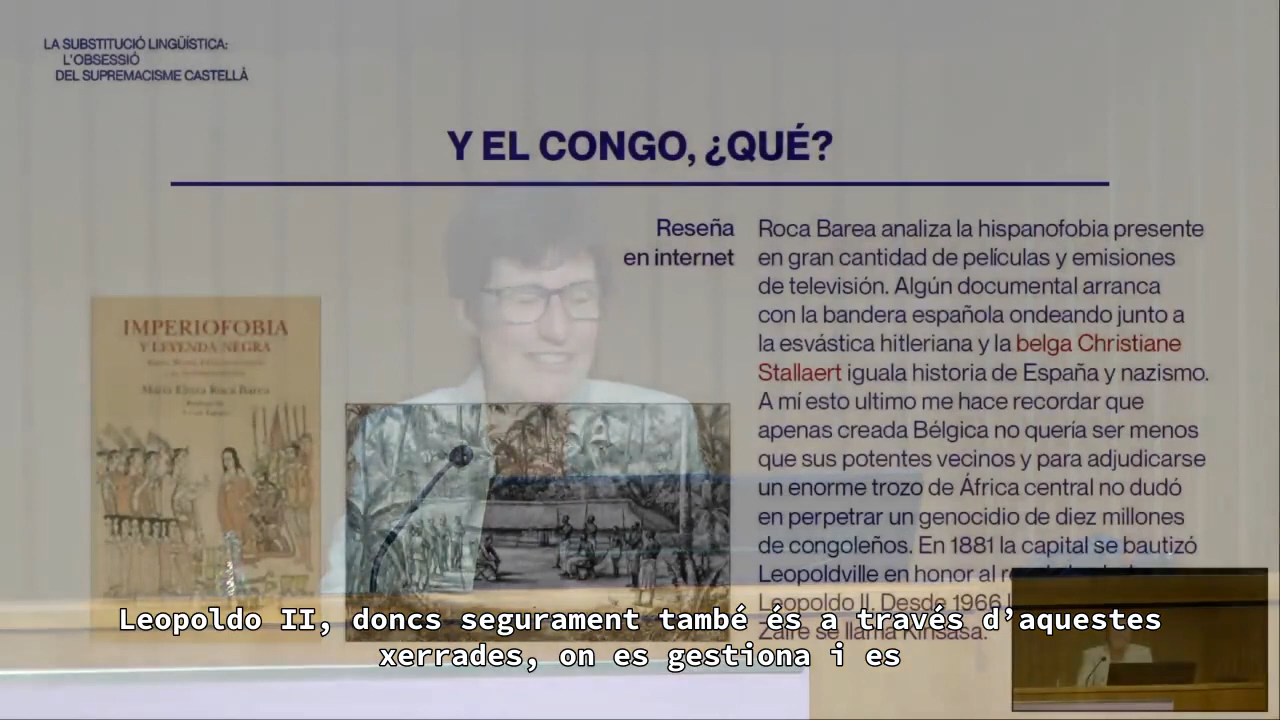 LA SUBSTITUCIÓ LINGÜÍSTICA:
L'OBSESSIÓ
DEL SUPREMACISME CASTELLÀ
Y EL CONGO, ¿QUÉ?
Reseña
en internet
Roca Barea analiza la hispanofobia presente
en gran cantidad de películas y emisiones
de televisión. Algún documental arranca
con la bandera española ondeando junto a
la esvástica hitleriana y la belga Christiane
Stallaert iguala historia de España y nazismo.
A mí esto ultimo me hace recordar que
apenas creada Bélgica no quería ser menos
que sus potentes vecinos y para adjudicarse
un enorme trozo de África central no dudó
en perpetrar un genocidio de diez millones
de congoleños. En 1881 la capital se bautizó
Leopoldville en honor al
Leopoldo II. Desde 1966
Zaire se llama Kinsasa.
IMPERIOFOBIA
Y LEYENDA NEGRA
María Elvira Roca Barea
Leopoldo II, doncs segurament també és a través d'aquestes
xerrades, on es gestiona i es